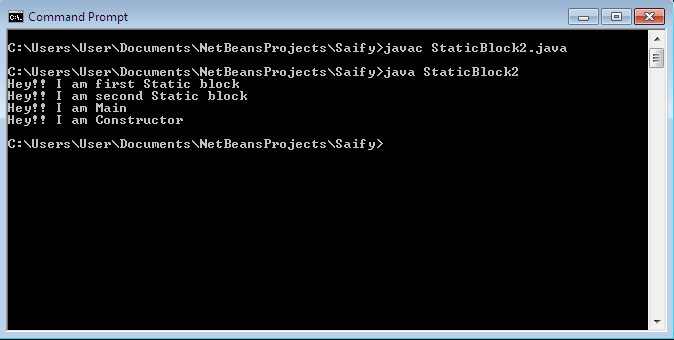 Command Prompt
C:\Users\User\Documents\NetBeansProjects\Saify>javac StaticBlock2.java
C:\Users\User\Documents\NetBeansProjects\Saify>java StaticBlock2
Hey!! I am first Static block
Hey!! I am second Static block
Hey!! I am Main
Hey!! I am Constructor
C:\Users\User\Documents\NetBeansProjects\Saify>